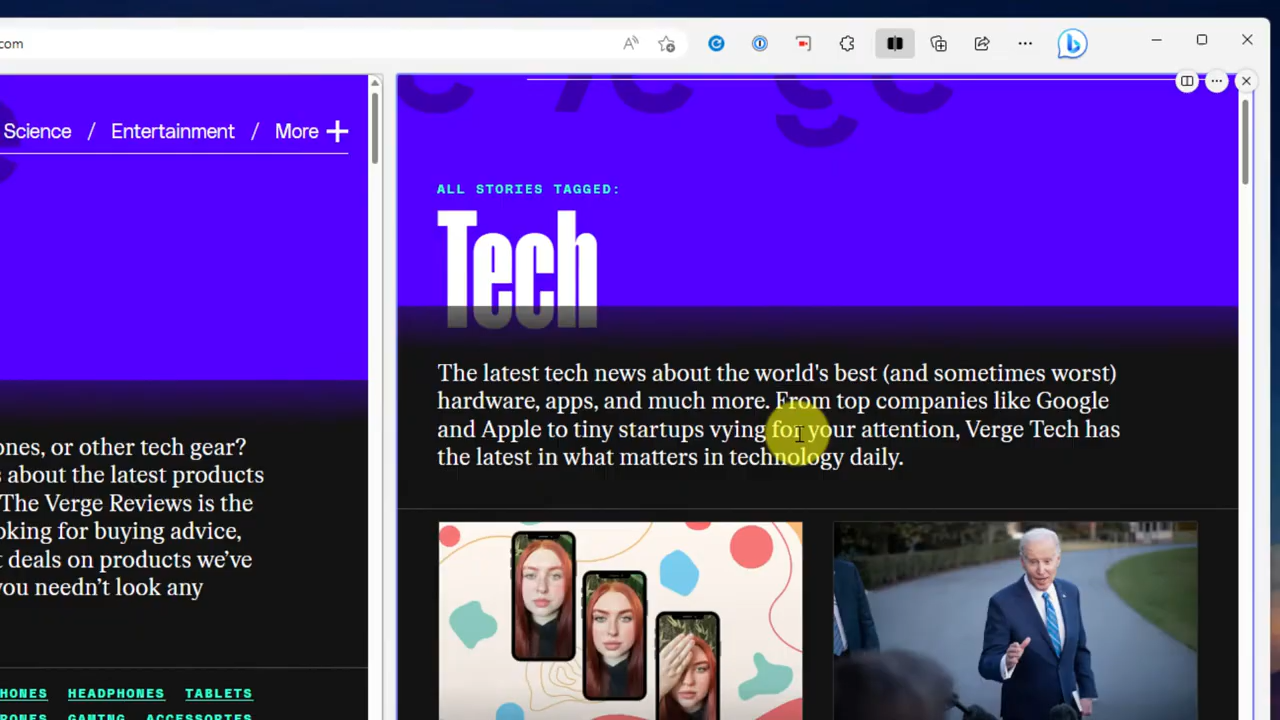 com
Science / Entertainment / More +
ones, or other tech gear?
s about the latest products
The Verge Reviews is the
oking for buying advice,
t deals on products we've
you needn't look any
HONES HEADPHONES TABLETS
GAMING ACCESSORIES
ALL STORIES TAGGED:
Tech
The latest tech news about the world's best (and sometimes worst)
hardware, apps, and much more. From top companies like Google
and Apple to tiny startups vying for your attention, Verge Tech has
the latest in what matters in technology daily.